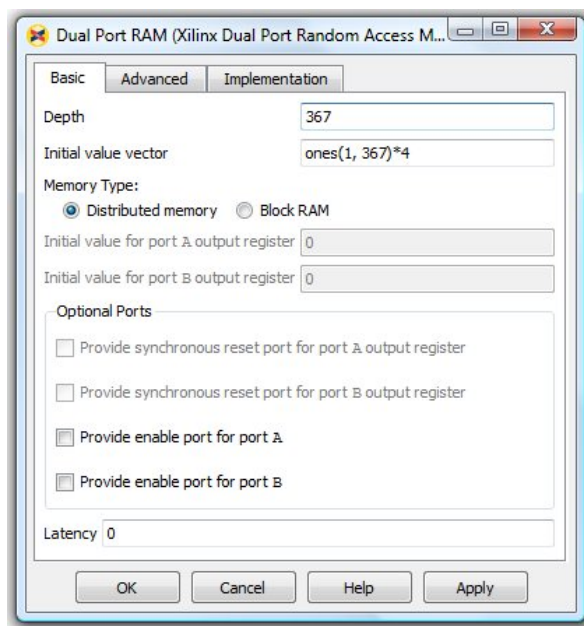 Dual Port RAM (Xilinx Dual Port Random Access M...
Basic Advanced Implementation
Depth 367
Initial value vector ones(1, 367)*4
Memory Type:
Distributed memory Block RAM
Initial value for port A output register 0
Initial value for port B output register 0
Optional Ports
Provide synchronous reset port for port A output register
Provide synchronous reset port for port B output register
Provide enable port for port A
Provide enable port for port B
Latency 0
OK Cancel Help Apply